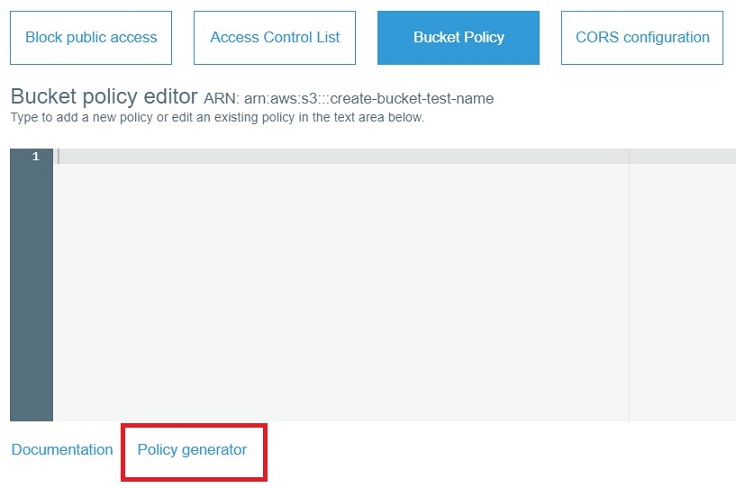 Block public access
Access Control List
Bucket Policy
CORS configuration
Bucket policy editor ARN: arn:aws:s3:::create-bucket-test-name
Type to add a new policy or edit an existing policy in the text area below.
1
Documentation
Policy generator